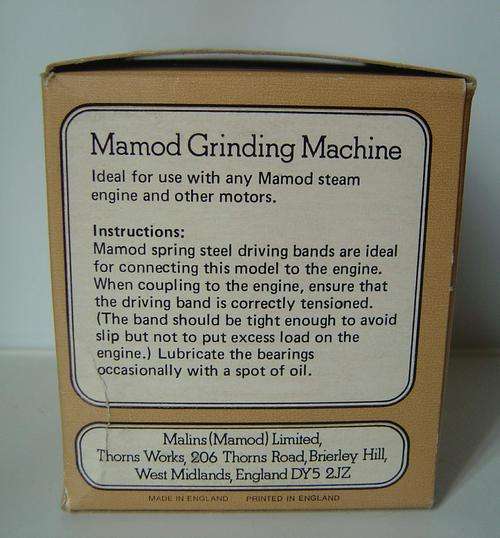 Mamod Grinding Machine
Ideal for use with any Mamod steam
engine and other motors.
Instructions:
Mamod spring steel driving bands are ideal
for connecting this model to the engine.
When coupling to the engine, ensure that
the driving band is correctly tensioned.
(The band should be tight enough to avoid
slip but not to put excess load on the
engine.) Lubricate the bearings
occasionally with a spot of oil.
Malins (Mamod) Limited,
Thorns Works, 206 Thorns Road, Brierley Hill,
West Midlands, England DY5 2JZ
MADE IN ENGLAND PRINTED IN ENGLAND